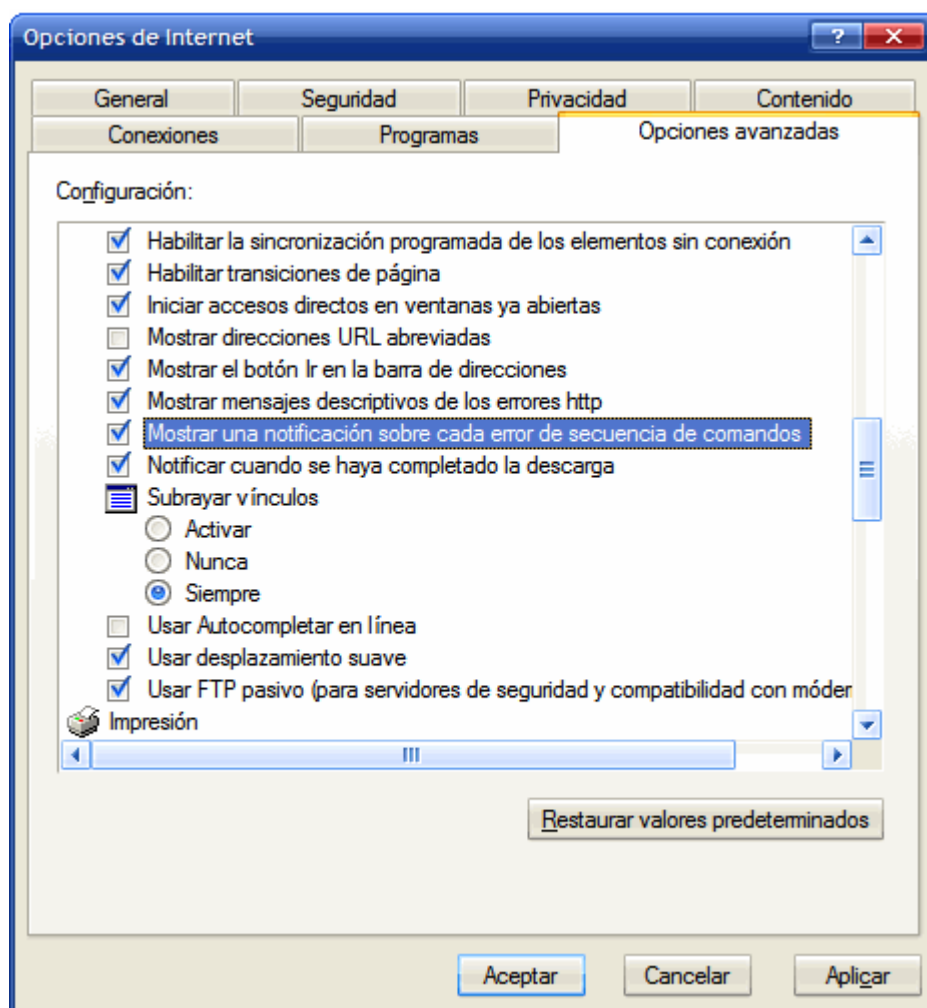 Opciones de Internet
General Seguridad Privacidad Contenido
Conexiones Programas Opciones avanzadas
Configuración:
Habilitar la sincronización programada de los elementos sin conexión
Habilitar transiciones de página
Iniciar accesos directos en ventanas ya abiertas
Mostrar direcciones URL abreviadas
Mostrar el botón Ir en la barra de direcciones
Mostrar mensajes descriptivos de los errores http
Mostrar una notificación sobre cada error de secuencia de comandos
Notificar cuando se haya completado la descarga
Subrayar vínculos
Activar
Nunca
Siempre
Usar Autocompletar en línea
Usar desplazamiento suave
Usar FTP pasivo (para servidores de seguridad y compatibilidad con móder
Impresión
Restaurar valores predeterminados
Aceptar Cancelar Aplicar